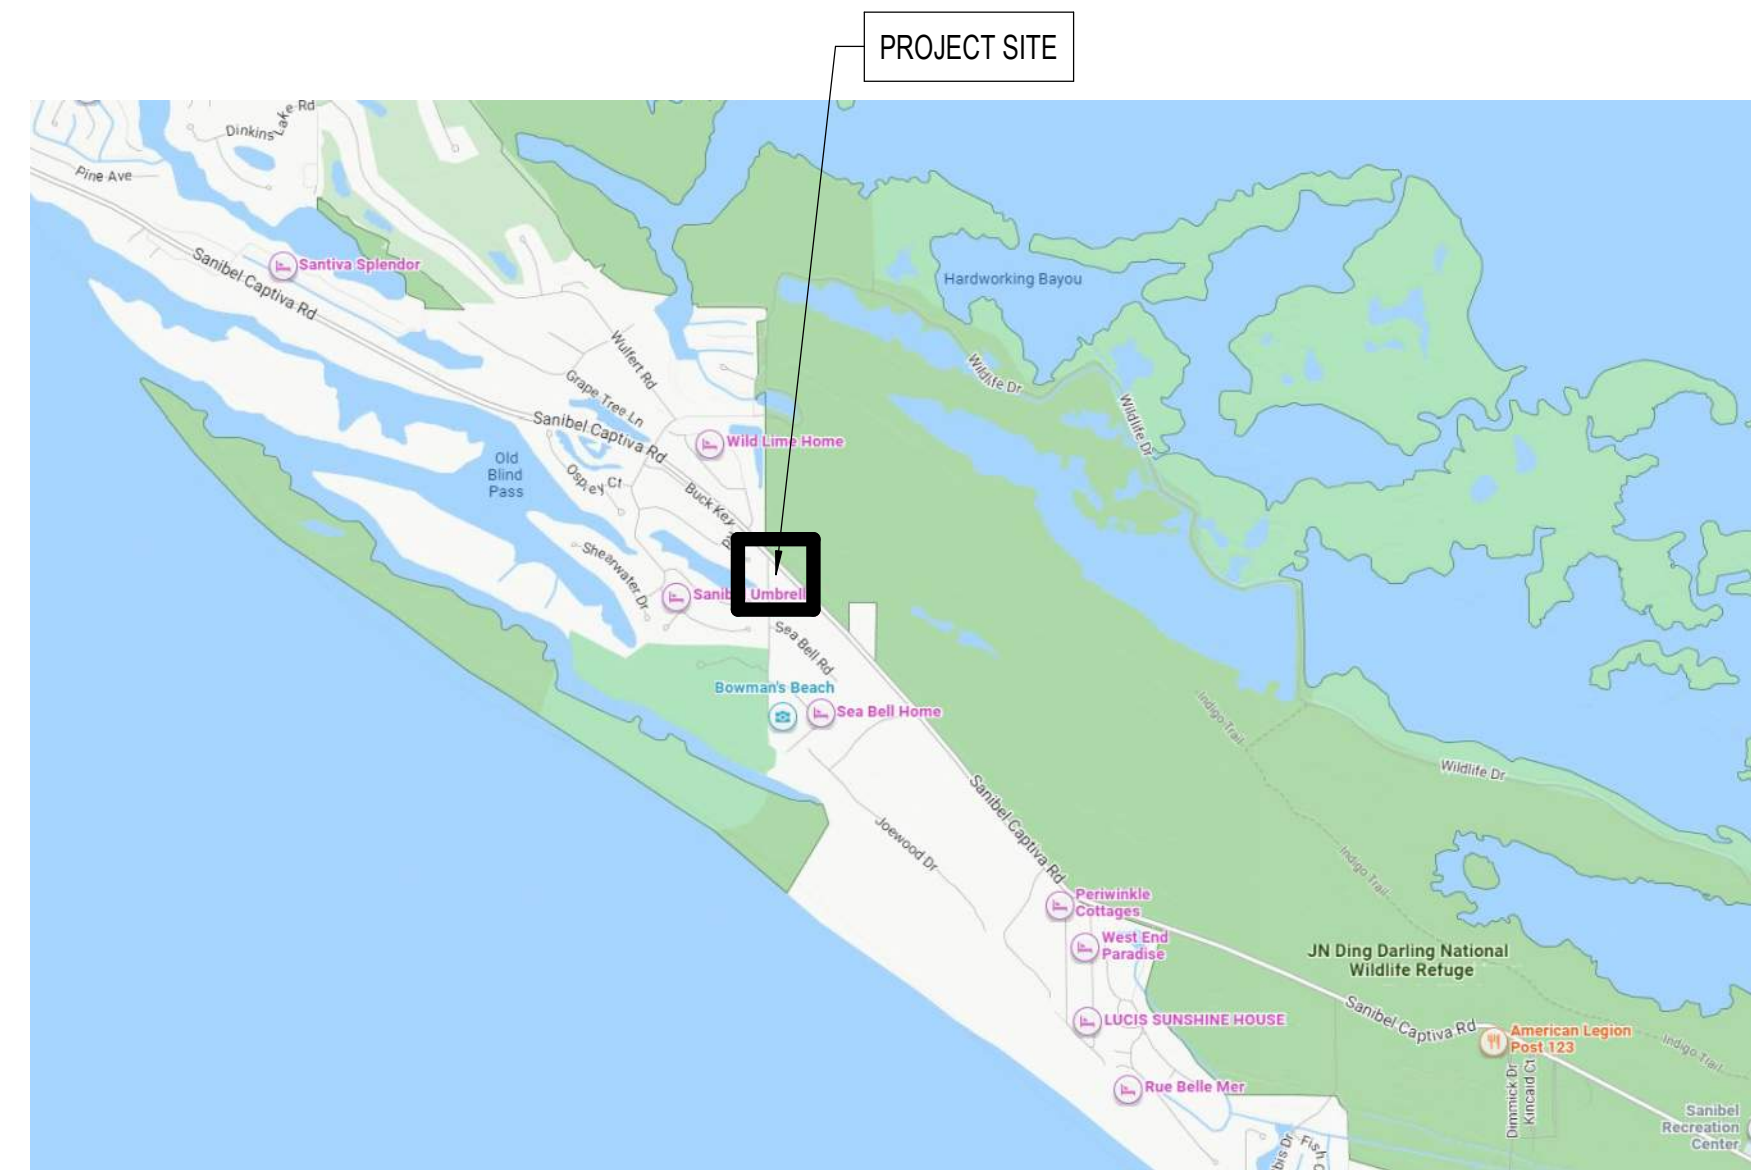 PROJECT SITE
Dinkins Lake Rd
Pine Ave
Santiva Splendor
Sanibel Captiva Rd
Hardworking Bayou
Wulfert Rd
Wildlife Dr
Grape Tree Ln
Wildlife Dr
Sanibel Captiva Rd
Wild Lime Home
Old
Blind
Pass
Osprey Ct
Buck Key
Shearwater Dr
Umbrell
Sea Bell Rd
Bowman's Beach
Sea Bell Home
Indigo Trail
Wildlife Dr
Sanibel Captiva Rd
Joewood Dr
Indigo Trail
Periwinkle
Cottages
West End
Paradise
JN Ding Darling National
Wildlife Refuge
Sanibel Captiva Rd
LUCIS SUNSHINE HOUSE
American Legion
Post 123
Indigo Trail
Rue Belle Mer
Dimmick Dr
Kincaid Ct
Sanibel
Recreation
Center